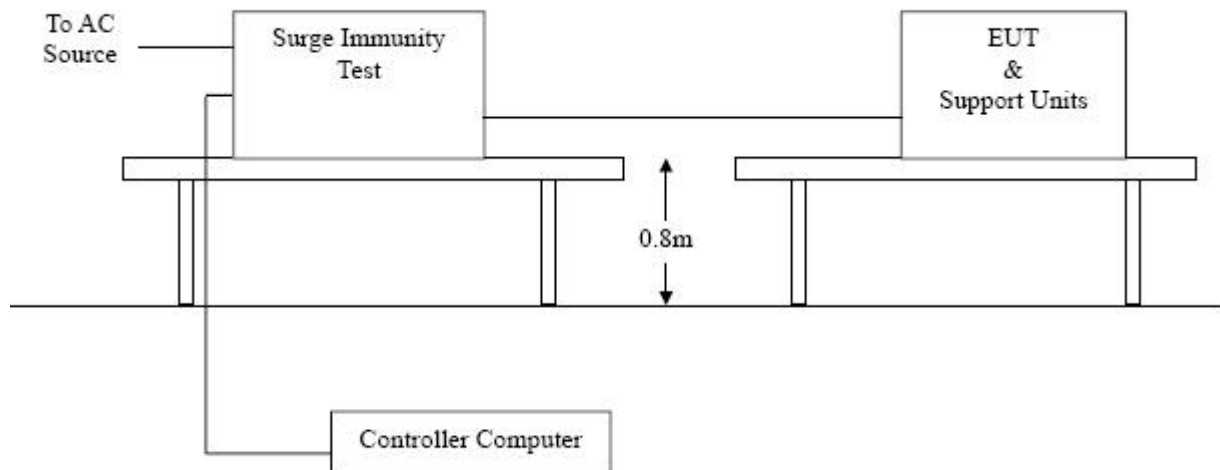 To AC
Source
Surge Immunity
Test
EUT
&
Support Units
0.8m
Controller Computer